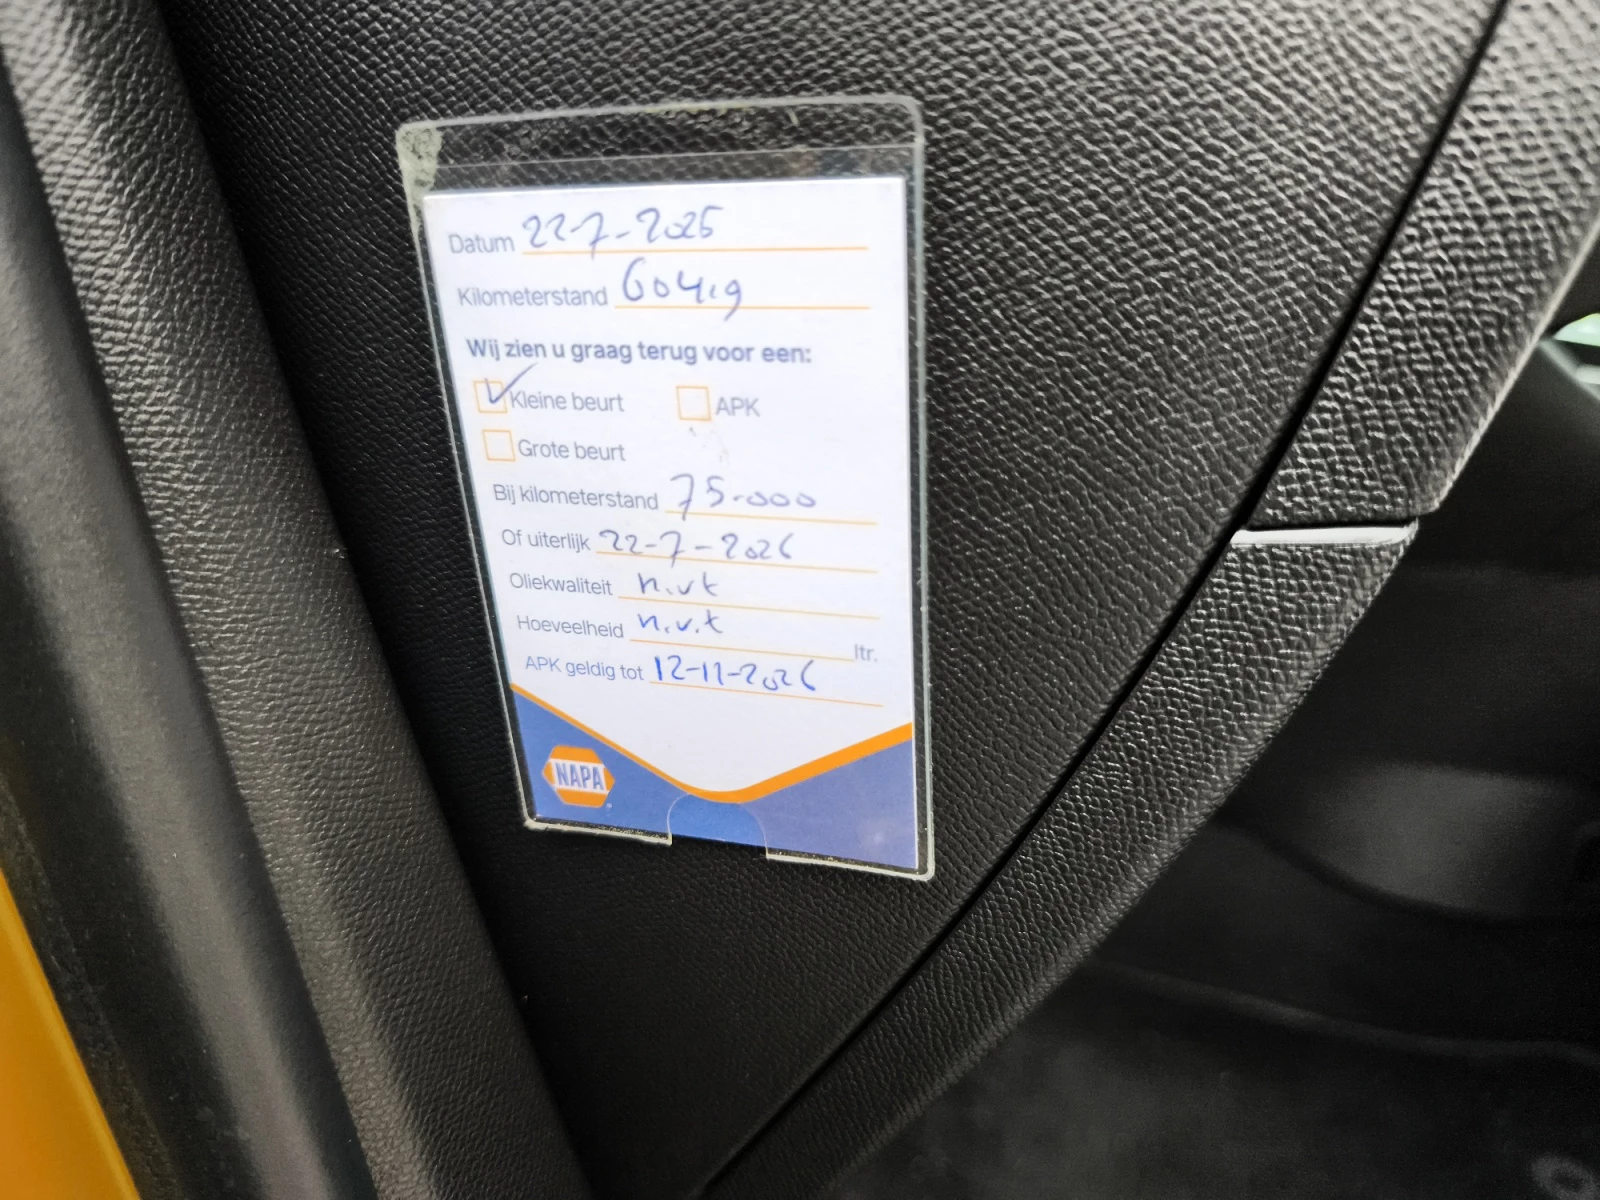 Datum 22-7-2025
Kilometerstand 60419
Wij zien u graag terug voor een:
Kleine beurt APK
Grote beurt
Bij kilometerstand 75.000
Of uiterlijk 22-7-2026
Oliekwaliteit n.vt
Hoeveelheid n.v.t ltr.
APK geldig tot 12-11-2026
NAPA